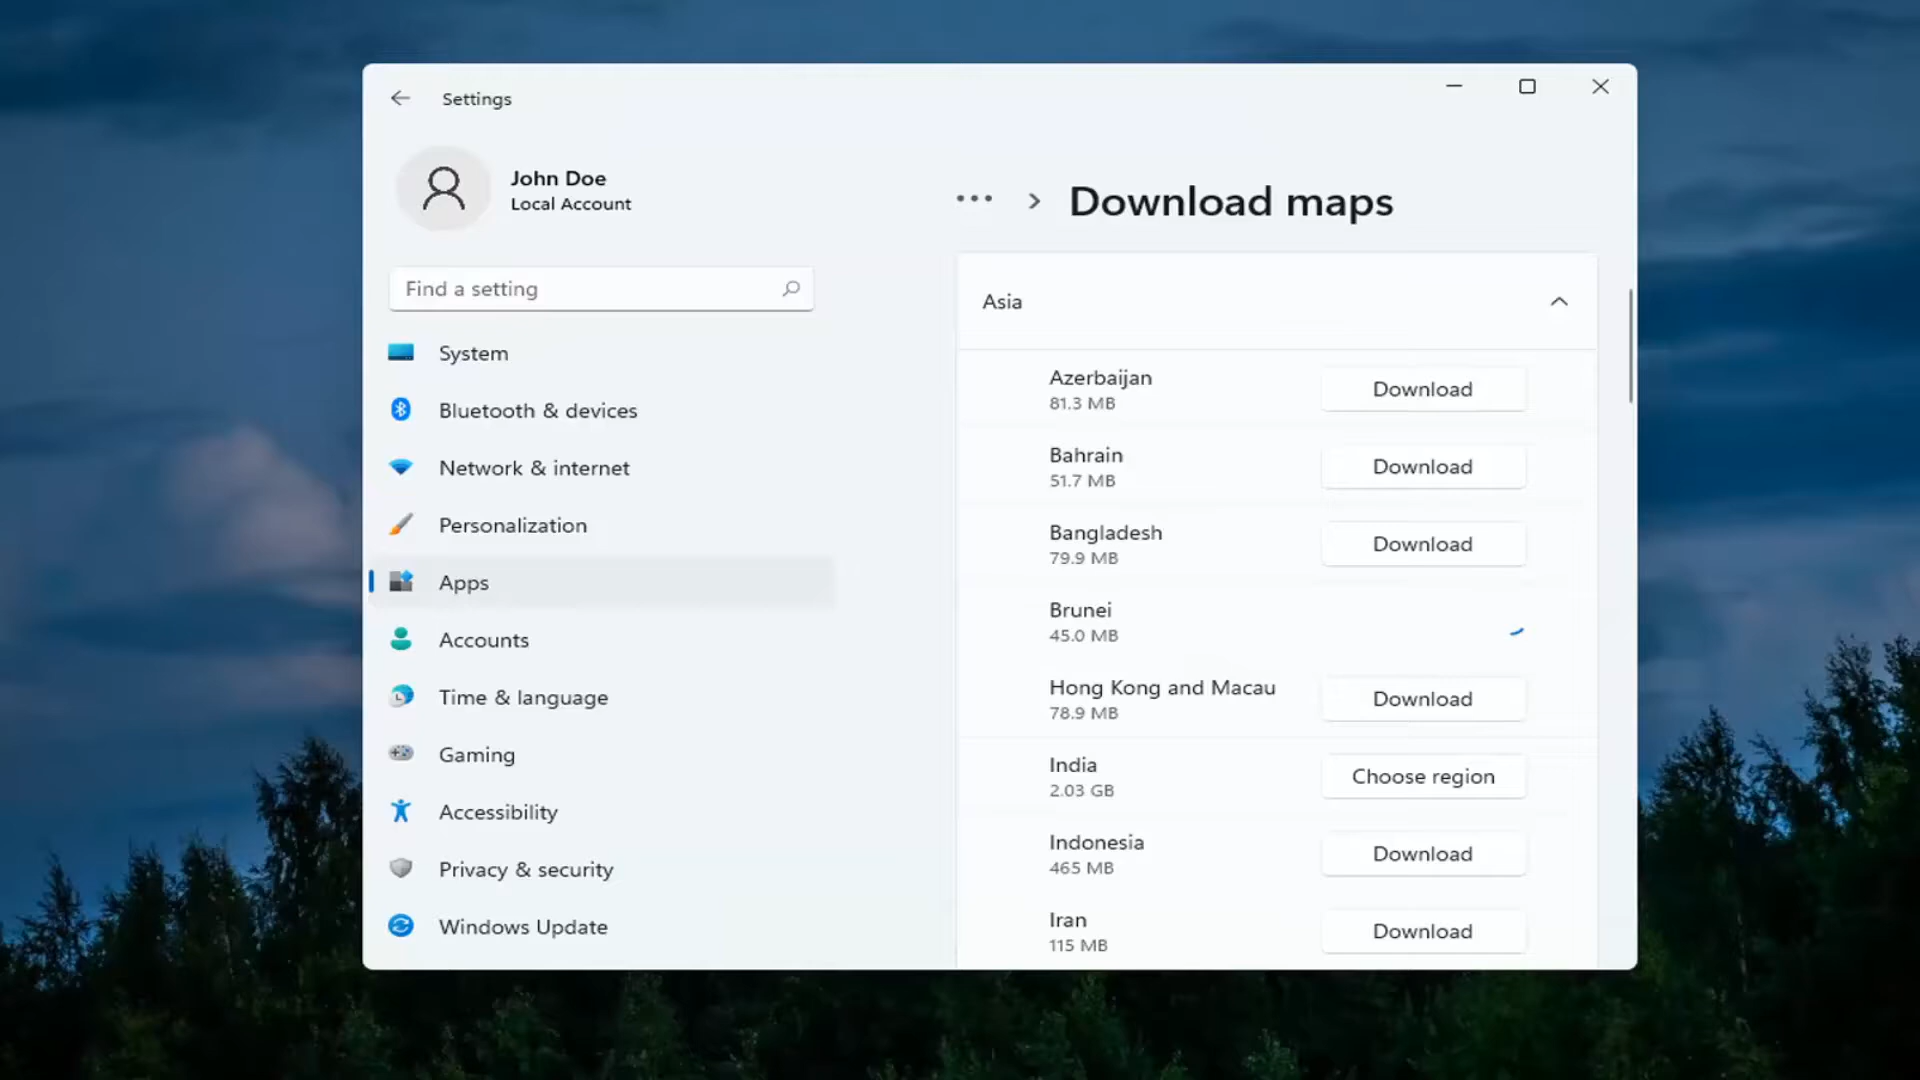 Settings
John Doe
Local Account
Find a setting
System
Bluetooth & devices
Network & internet
Personalization
Apps
Accounts
Time & language
Gaming
Accessibility
Privacy & security
Windows Update
Download maps
Asia
Azerbaijan
81.3 MB
Download
Bahrain
51.7 MB
Download
Bangladesh
79.9 MB
Download
Brunei
45.0 MB
Hong Kong and Macau
78.9 MB
Download
India
2.03 GB
Choose region
Indonesia
465 MB
Download
Iran
115 MB
Download